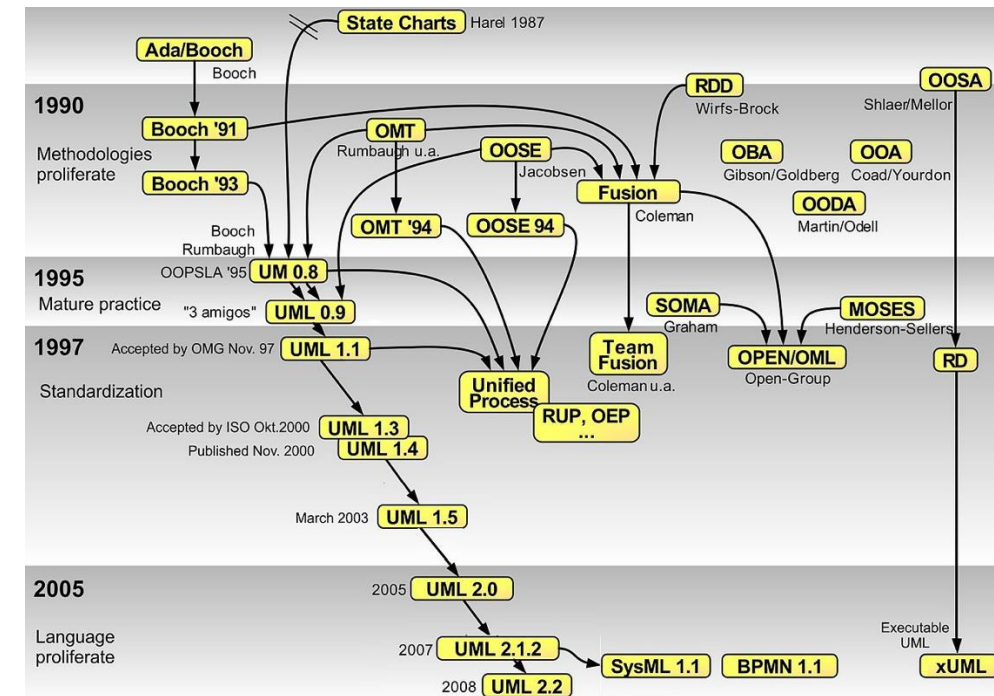 State Charts
Harel 1987
Ada/Booch
Booch
RDD
Wirfs-Brock
OOSA
Shlaer/Mellor
1990
Methodologies
proliferate
Booch '91
OMT
Rumbaugh u.a.
OOSE
Jacobsen
OBA
Gibson/Goldberg
OOA
Coad/Yourdon
Booch '93
Fusion
Coleman
OODA
Martin/Odell
OMT '94
OOSE 94
Booch
Rumbaugh
OOPSLA '95
UM 0.8
1995
Mature practice
"3 amigos"
UML 0.9
SOMA
Graham
MOSES
Henderson-Sellers
1997
Standardization
Accepted by OMG Nov. 97
UML 1.1
Team
Fusion
Coleman u.a.
OPEN/OML
Open-Group
RD
Unified
Process
RUP, OEP
...
Accepted by ISO Okt.2000
UML 1.3
Published Nov. 2000
UML 1.4
March 2003
UML 1.5
2005
Language
proliferate
2005
UML 2.0
2007
UML 2.1.2
2008
UML 2.2
SysML 1.1
BPMN 1.1
Executable
UML
xUML